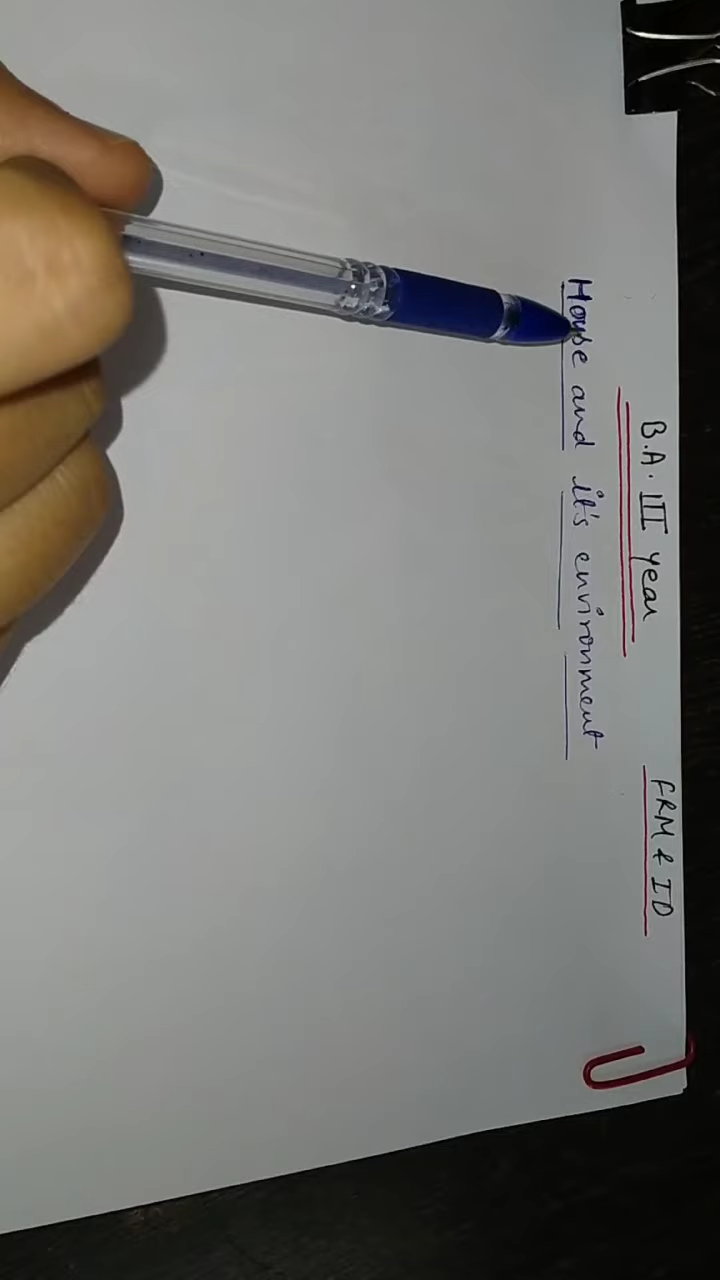 B.A. III year FRM & ID
House and it's environment